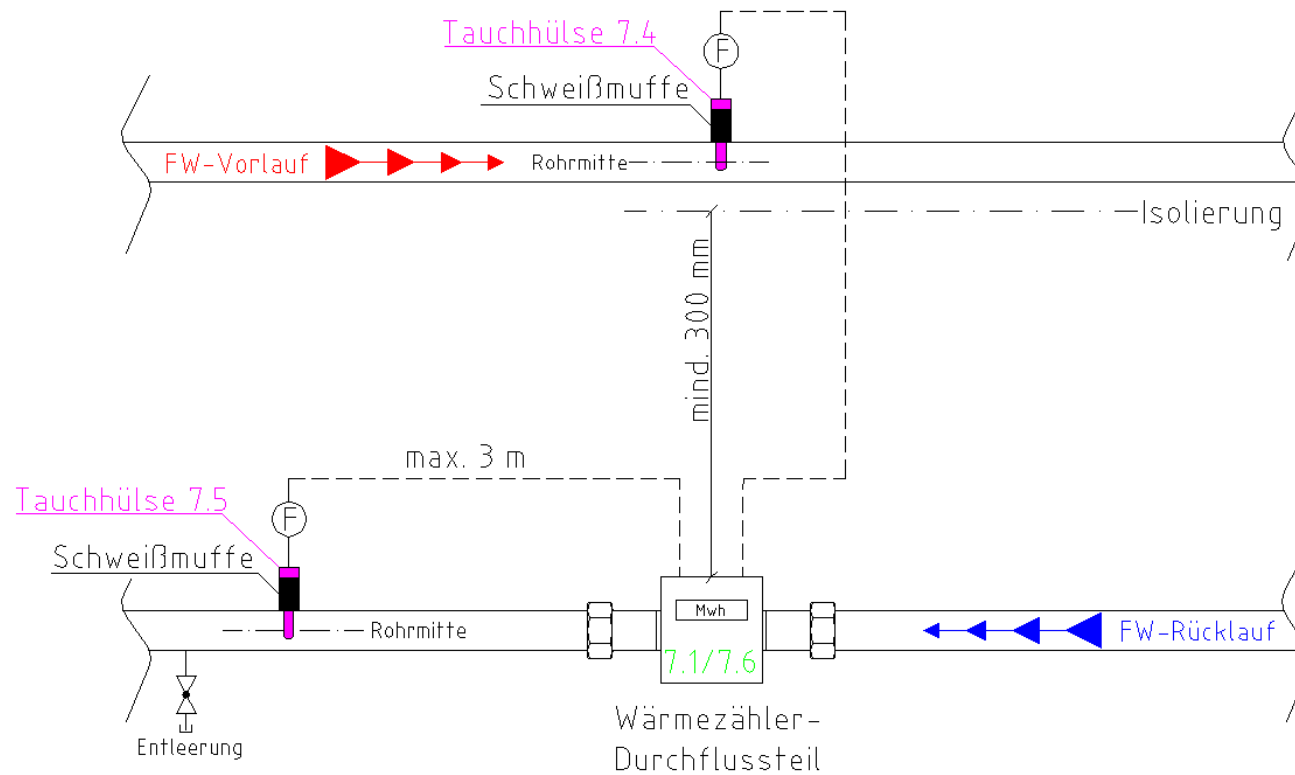 Tauchhülse 7.4
F
Schweißmuffe
FW-Vorlauf
Rohrmitte
Isolierung
mind. 300 mm
max. 3 m
Tauchhülse 7.5
F
Schweißmuffe
Rohrmitte
Mwh
7.1/7.6
FW-Rücklauf
Entleerung
Wärmezähler-
Durchflussteil